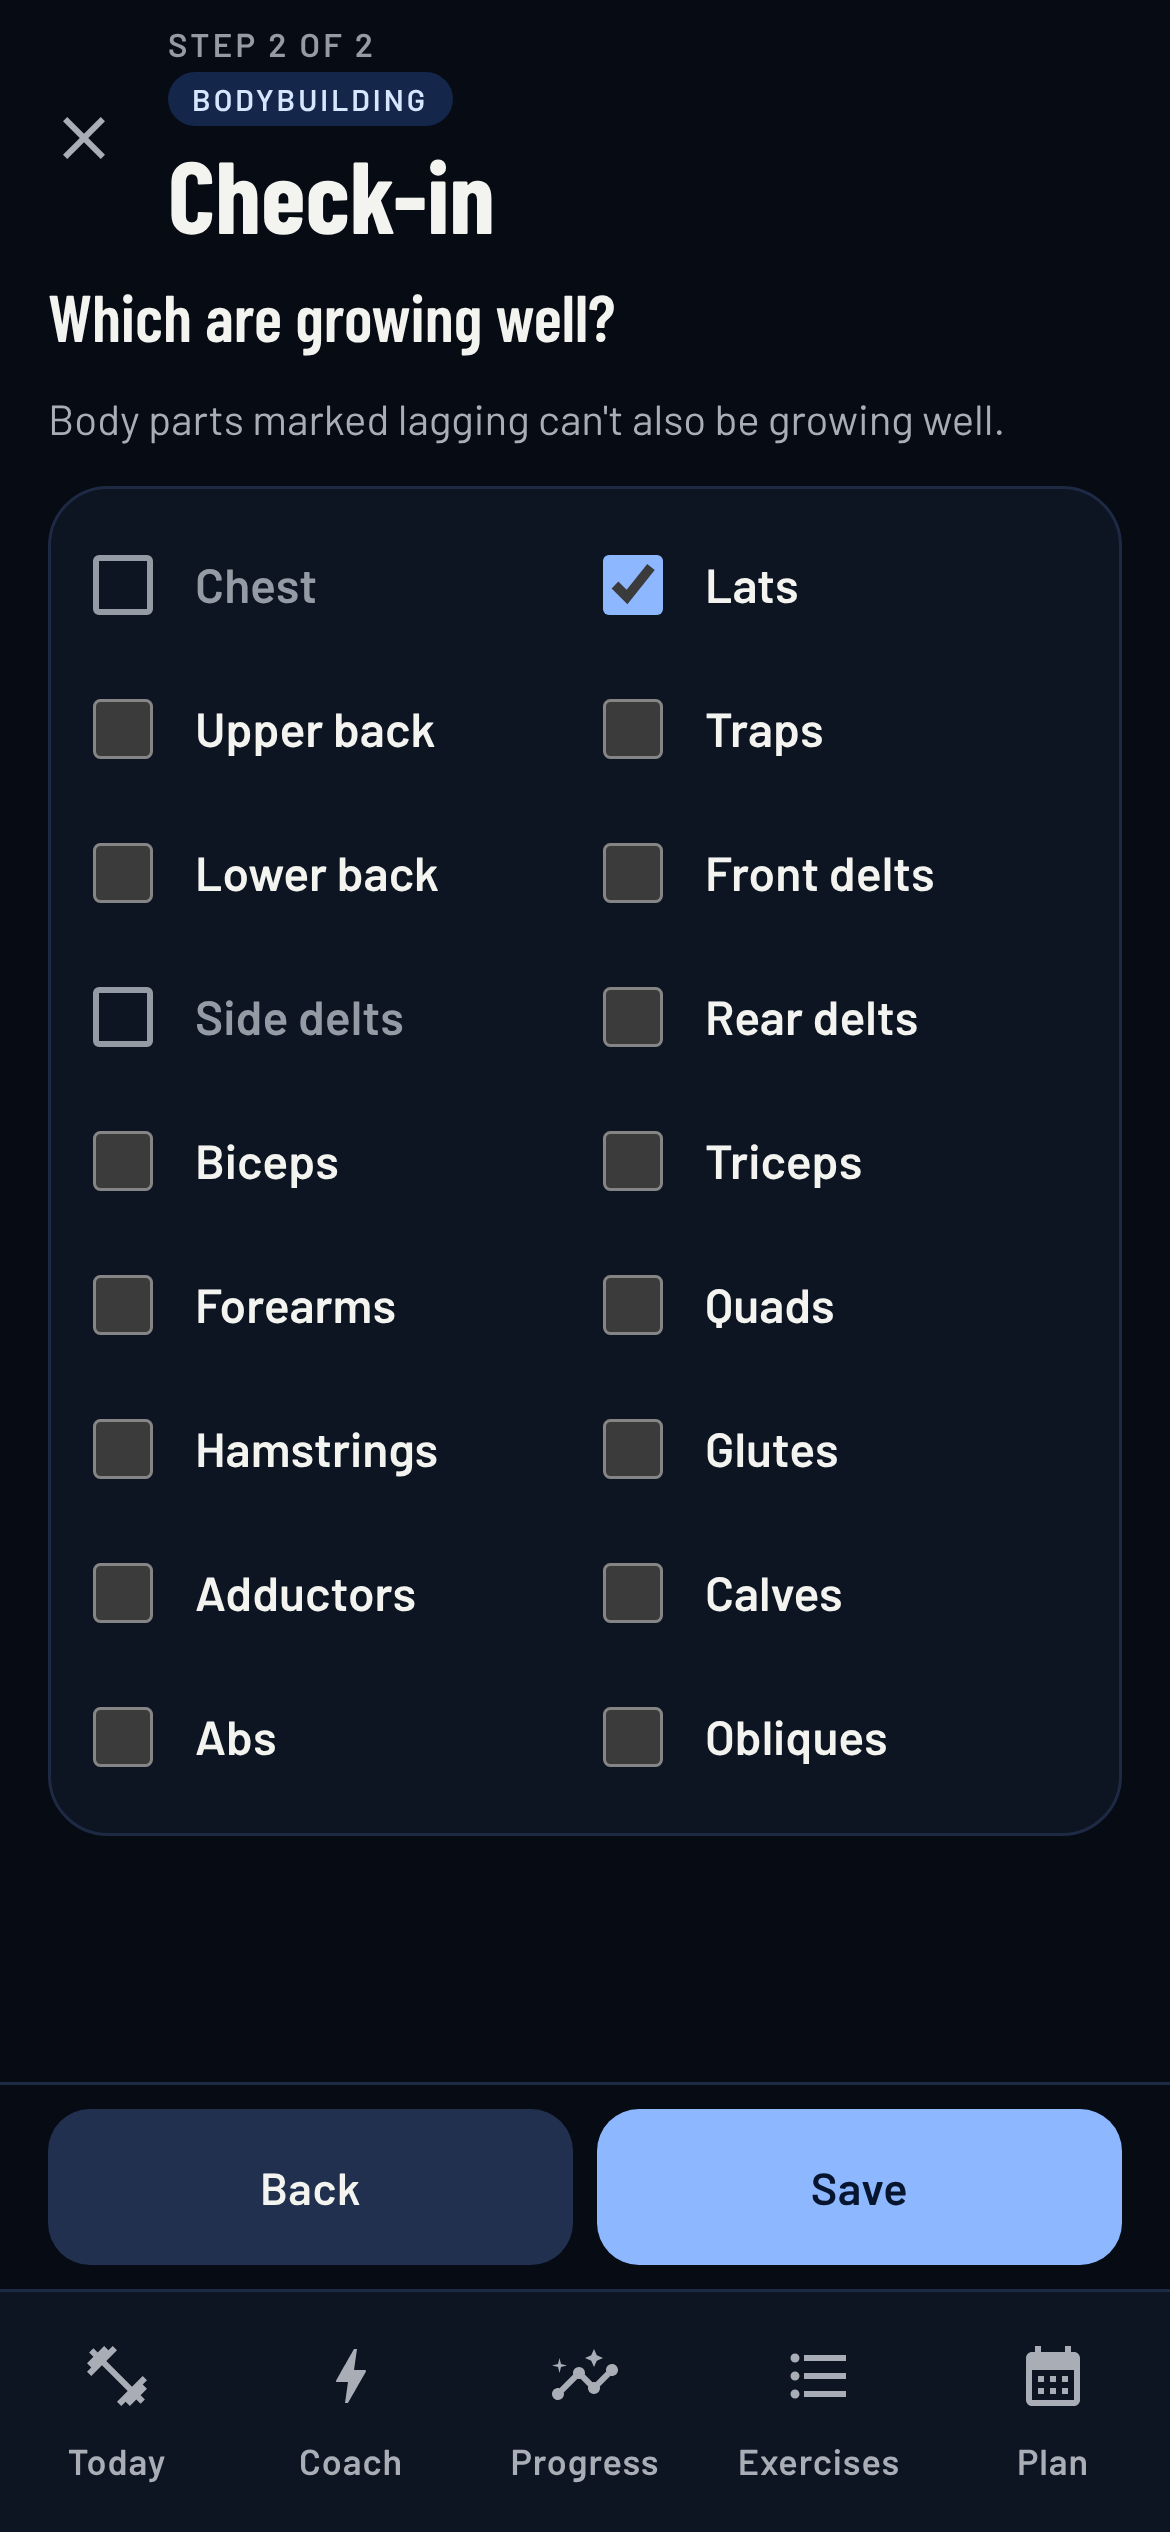 STEP 2 OF 2
BODYBUILDING
Check-in
Which are growing well?
Body parts marked lagging can't also be growing well.
Chest
Lats
Upper back
Traps
Lower back
Front delts
Side delts
Rear delts
Biceps
Triceps
Forearms
Quads
Hamstrings
Glutes
Adductors
Calves
Abs
Obliques
Back
Save
Today
Coach
Progress
Exercises
Plan